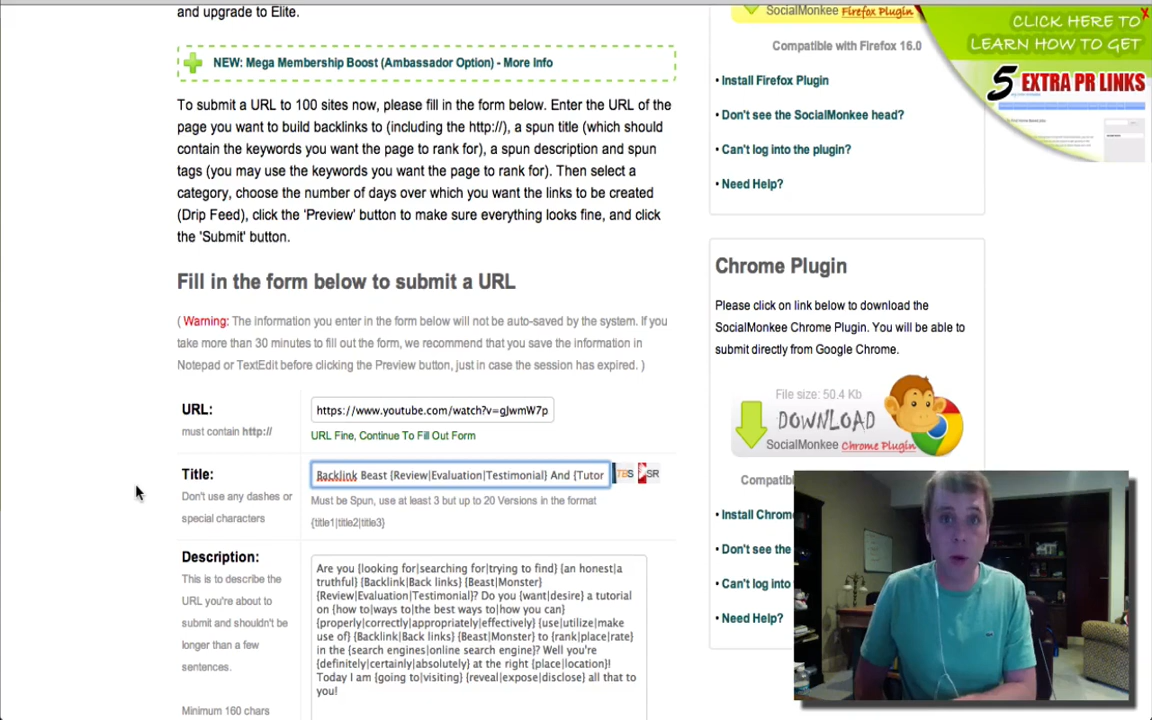 and upgrade to Elite.
NEW: Mega Membership Boost (Ambassador Option) - More Info
To submit a URL to 100 sites now, please fill in the form below. Enter the URL of the
page you want to build backlinks to (including the http://), a spun title (which should
contain the keywords you want the page to rank for), a spun description and spun
tags (you may use the keywords you want the page to rank for). Then select a
category, choose the number of days over which you want the links to be created
(Drip Feed), click the 'Preview' button to make sure everything looks fine, and click
the 'Submit' button.
Fill in the form below to submit a URL
( Warning: The information you enter in the form below will not be auto-saved by the system. If you
take more than 30 minutes to fill out the form, we recommend that you save the information in
Notepad or TextEdit before clicking the Preview button, just in case the session has expired. )
URL:
must contain http://
https://www.youtube.com/watch?v=gJwmW7p
URL Fine, Continue To Fill Out Form
Title:
Don't use any dashes or
special characters
Backlink Beast {Review|Evaluation|Testimonial} And {Tutor
TBS
SR
Must be Spun, use at least 3 but up to 20 Versions in the format
{title1|title2|title3}
Description:
This is to describe the
URL you're about to
submit and shouldn't be
longer than a few
sentences.
Minimum 160 chars
Are you {looking for|searching for|trying to find} {an honest|a
truthful} {Backlink|Back links} {Beast|Monster}
{Review|Evaluation|Testimonial}? Do you {want|desire} a tutorial
on {how to|ways to|the best ways to|how you can}
{properly|correctly|appropriately|effectively} {use|utilize|make
use of} {Backlink|Back links} {Beast|Monster} to {rank|place|rate}
in the {search engines|online search engine}? Well you're
{definitely|certainly|absolutely} at the right {place|location}!
Today I am {going to|visiting} {reveal|expose|disclose} all that to
you!
SocialMonkee Firefox Plugin
Compatible with Firefox 16.0
• Install Firefox Plugin
• Don't see the SocialMonkee head?
• Can't log into the plugin?
• Need Help?
CLICK HERE TO
LEARN HOW TO GET
5 EXTRA PR LINKS
X
Chrome Plugin
Please click on link below to download the
SocialMonkee Chrome Plugin. You will be able to
submit directly from Google Chrome.
File size: 50.4 Kb
DOWNLOAD
SocialMonkee Chrome Plugin
Compatib
• Install Chrom
• Don't see the
• Can't log into
• Need Help?